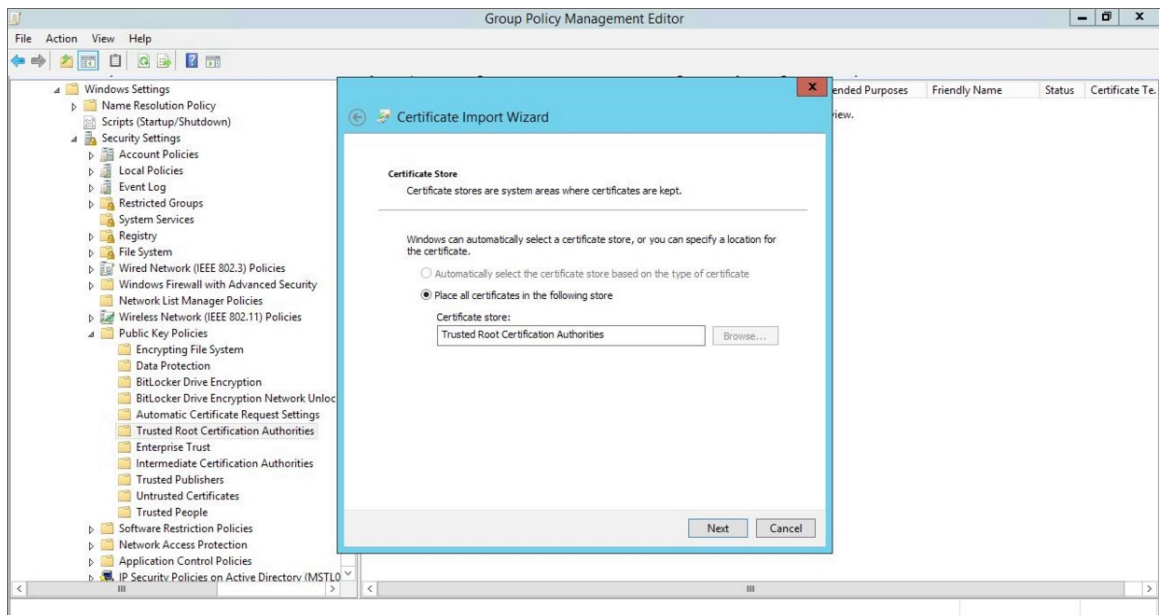 Group Policy Management Editor
File Action View Help
Windows Settings
Name Resolution Policy
Scripts (Startup/Shutdown)
Security Settings
Account Policies
Local Policies
Event Log
Restricted Groups
System Services
Registry
File System
Wired Network (IEEE 802.3) Policies
Windows Firewall with Advanced Security
Network List Manager Policies
Wireless Network (IEEE 802.11) Policies
Public Key Policies
Encrypting File System
Data Protection
BitLocker Drive Encryption
BitLocker Drive Encryption Network Unloc
Automatic Certificate Request Settings
Trusted Root Certification Authorities
Enterprise Trust
Intermediate Certification Authorities
Trusted Publishers
Untrusted Certificates
Trusted People
Software Restriction Policies
Network Access Protection
Application Control Policies
IP Security Policies on Active Directory (MSTL0
ended Purposes Friendly Name Status Certificate Te.
view.
Certificate Import Wizard
Certificate Store
Certificate stores are system areas where certificates are kept.
Windows can automatically select a certificate store, or you can specify a location for
the certificate.
Automatically select the certificate store based on the type of certificate
Place all certificates in the following store
Certificate store:
Trusted Root Certification Authorities
Browse...
Next Cancel